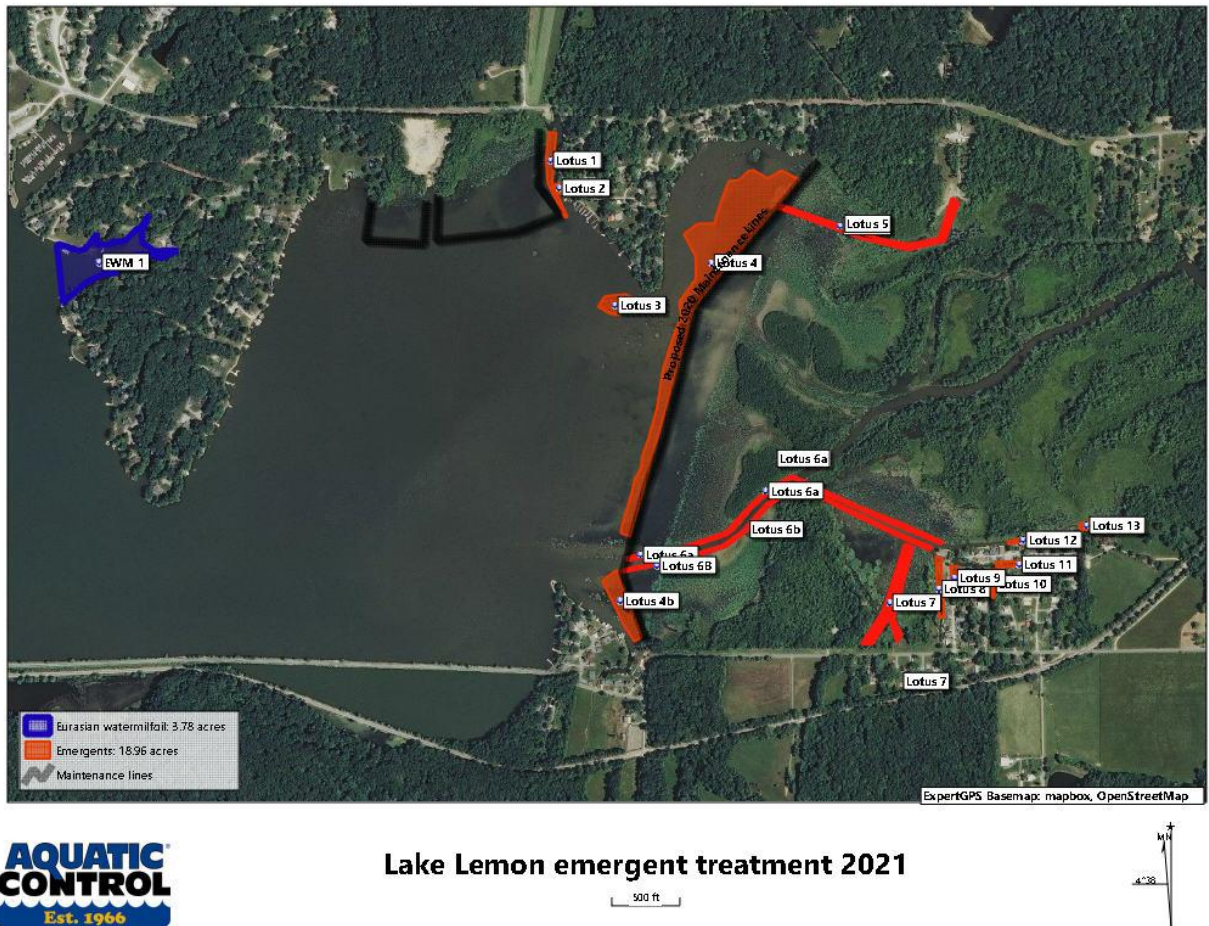 Lotus 1
Lotus 2
Lotus 5
EWM 1
Lotus 4
Lotus 3
Proposed 2020 Maintenence lines
Lotus 6a
Lotus 6a
Lotus 6b
Lotus 13
Lotus 12
Lotus 6a
Lotus 6B
Lotus 11
Lotus 9
Lotus 10
Lotus 8
Lotus 4b
Lotus 7
Lotus 7
Eurasian watermilfoil: 3.78 acres
Emergents: 18.96 acres
Maintenance lines
ExpertGPS Basemap: mapbox, OpenStreetMap
AQUATIC
CONTROL
Est. 1966
Lake Lemon emergent treatment 2021
500 ft
MN
4°38